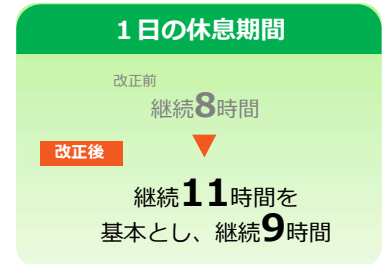 1日の休息期間
改正前
継続8時間
改正後
継続11時間を
基本とし、継続9時間